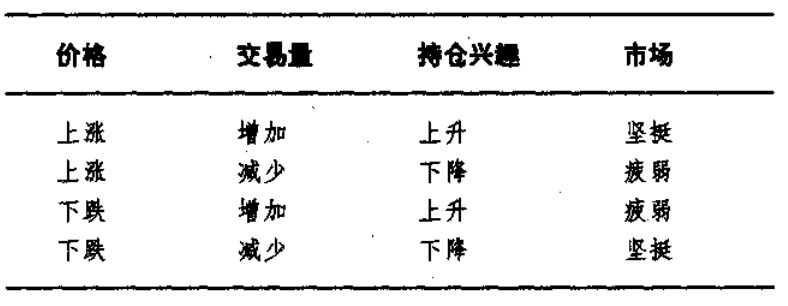 价格 交易量 持仓兴趣 市场
上涨 增加 上升 坚挺
上涨 减少 下降 疲弱
下跌 增加 上升 疲弱
下跌 减少 下降 坚挺